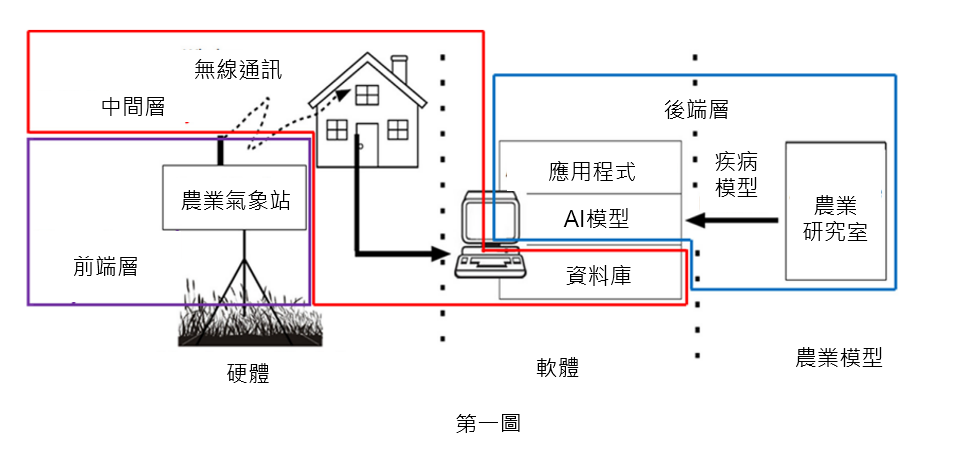 無線通訊
中間層
後端層
應用程式
疾病
模型
農業氣象站
AI模型
農業
研究室
前端層
資料庫
硬體
軟體
農業模型
第一圖